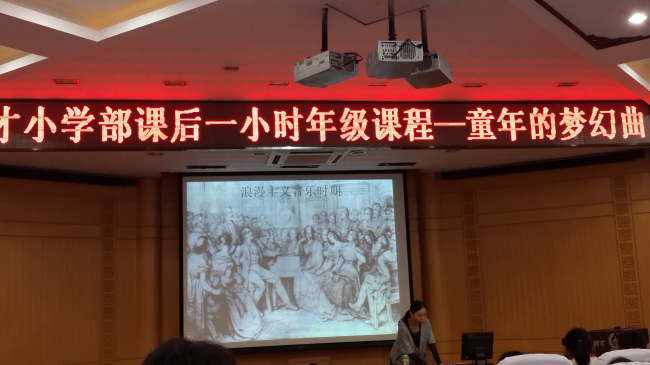 才小学部课后一小时年级课程—童年的梦幻曲
浪漫主义音乐时期